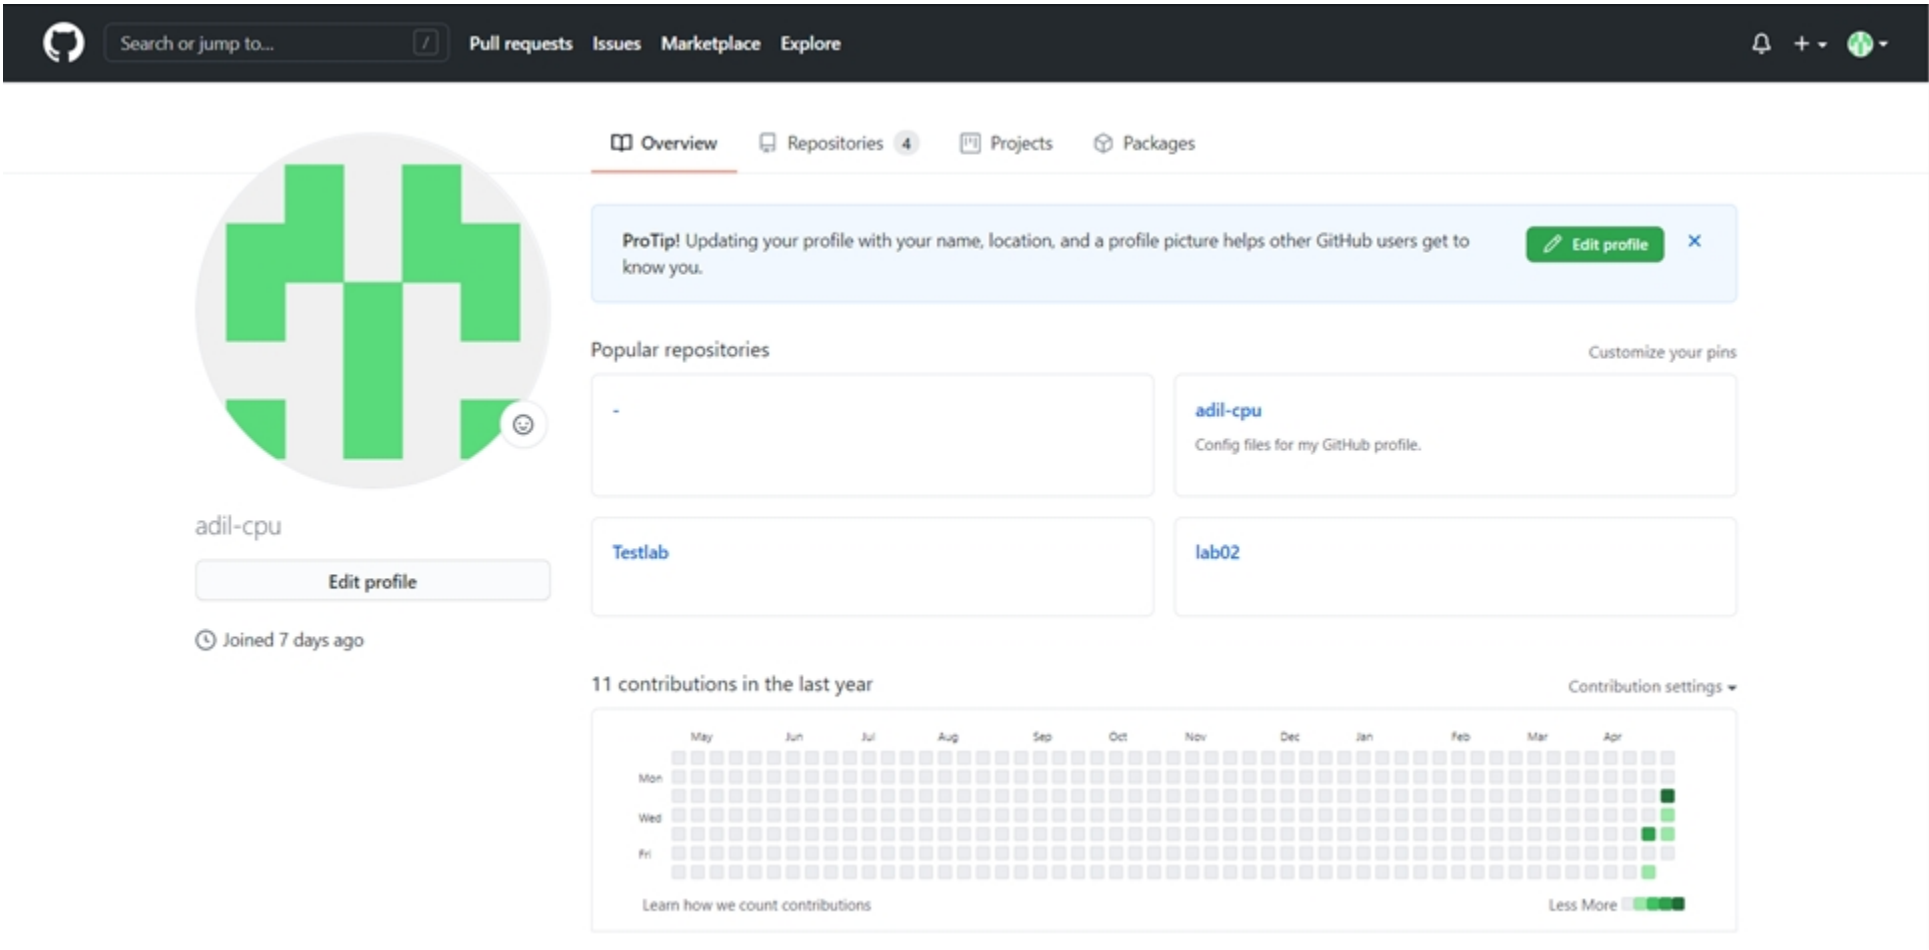 Search or jump to... /
Pull requests Issues Marketplace Explore
Overview Repositories 4 Projects Packages
ProTip! Updating your profile with your name, location, and a profile picture helps other GitHub users get to
know you.
Edit profile
Popular repositories
Customize your pins
-
adil-cpu
Config files for my GitHub profile.
Testlab
lab02
adil-cpu
Edit profile
Joined 7 days ago
11 contributions in the last year
Contribution settings
May Jun Jul Aug Sep Oct Nov Dec Jan Feb Mar Apr
Mon
Wed
Fri
Learn how we count contributions
Less More